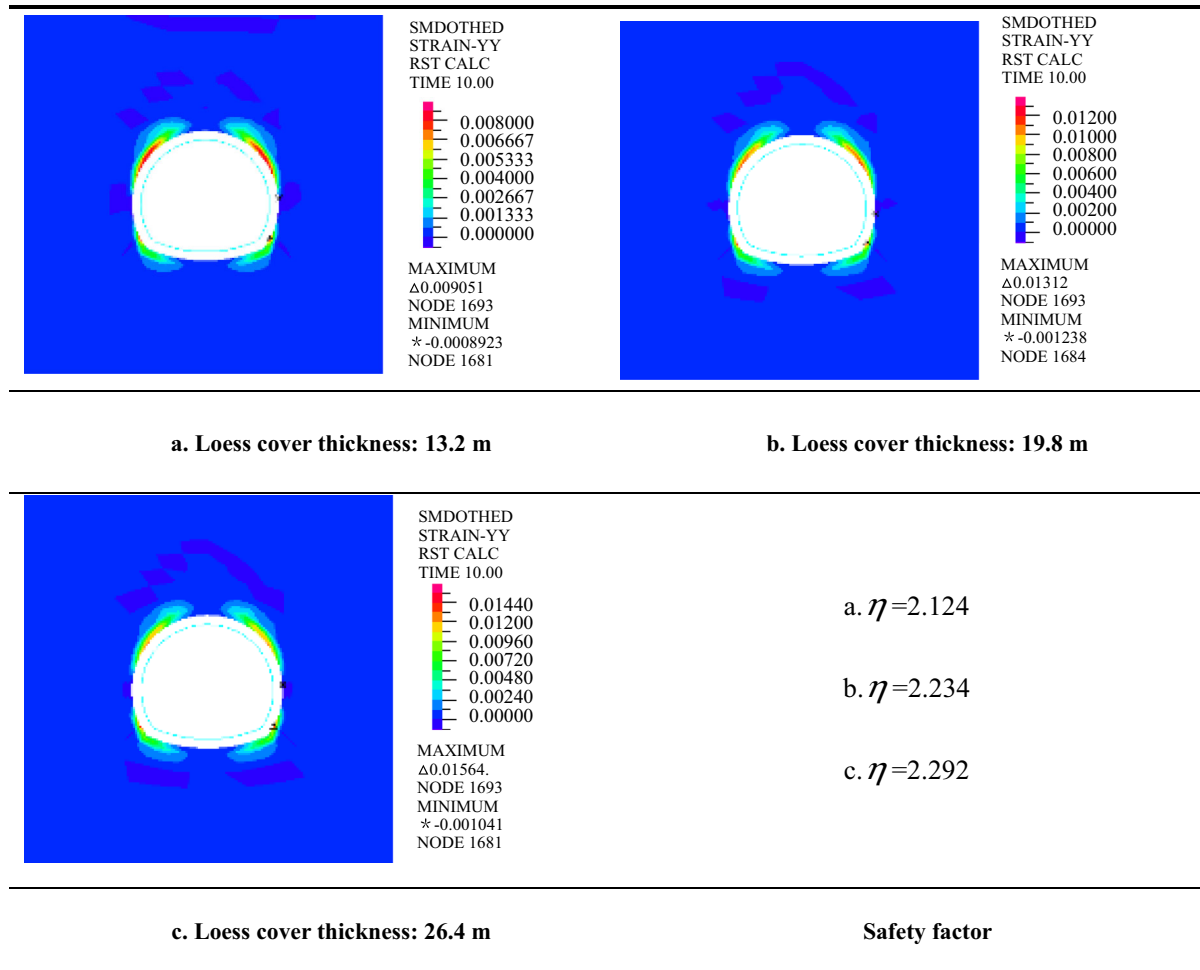 SMDOTHED
STRAIN-YY
RST CALC
TIME 10.00
0.008000
0.006667
0.005333
0.004000
0.002667
0.001333
0.000000
MAXIMUM
△0.009051
NODE 1693
MINIMUM
*-0.0008923
NODE 1681
SMDOTHED
STRAIN-YY
RST CALC
TIME 10.00
0.01200
0.01000
0.00800
0.00600
0.00400
0.00200
0.00000
MAXIMUM
△0.01312
NODE 1693
MINIMUM
*-0.001238
NODE 1684
a. Loess cover thickness: 13.2 m
b. Loess cover thickness: 19.8 m
SMDOTHED
STRAIN-YY
RST CALC
TIME 10.00
0.01440
0.01200
0.00960
0.00720
0.00480
0.00240
0.00000
MAXIMUM
△0.01564.
NODE 1693
MINIMUM
*-0.001041
NODE 1681
a. η=2.124
b. η=2.234
c. η=2.292
c. Loess cover thickness: 26.4 m
Safety factor